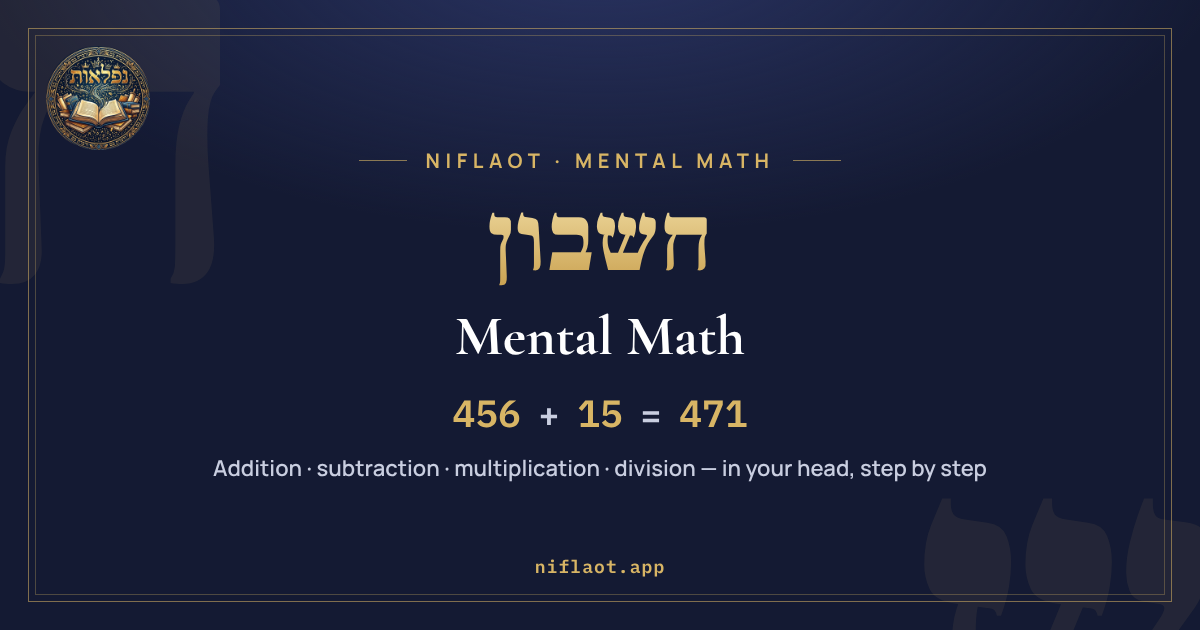 נפלאות
NIFLAOT · MENTAL MATH
חשבון
Mental Math
456 + 15 = 471
Addition · subtraction · multiplication · division — in your head, step by step
niflaot.app